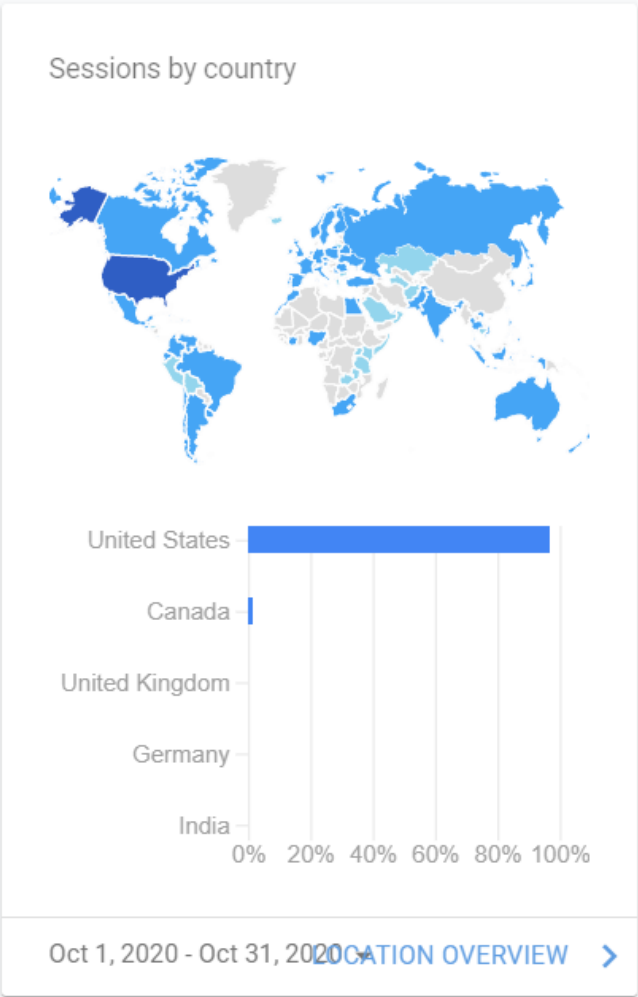 Sessions by country
United States
Canada
United Kingdom
Germany
India
0% 20% 40% 60% 80% 100%
Oct 1, 2020 - Oct 31, 2020 LOCATION OVERVIEW